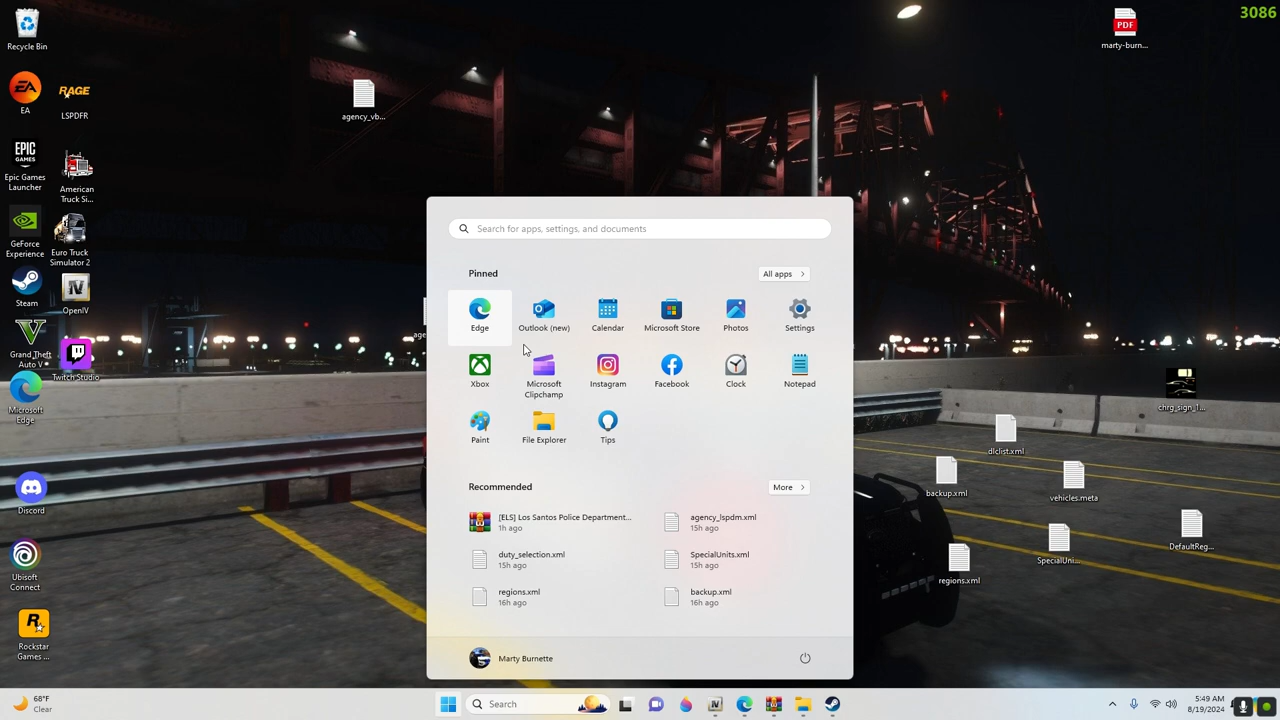 3086
Recycle Bin
EA
RAGE
LSPDFR
EPIC
GAMES
Epic Games
Launcher
American
Truck Si...
GeForce
Experience
Euro Truck
Simulator 2
Steam
OpenIV
Grand Theft
Auto V
Twitch Studio
Microsoft
Edge
Discord
Ubisoft
Connect
Rockstar
Games ...
agency_vb...
PDF
marty-burn...
chrg_sign_1...
dlclist.xml
backup.xml
vehicles.meta
SpecialUni...
DefaultReg...
regions.xml
Search for apps, settings, and documents
Pinned
All apps
Edge
Outlook (new)
Calendar
Microsoft Store
Photos
Settings
Xbox
Microsoft
Clipchamp
Instagram
Facebook
Clock
Notepad
Paint
File Explorer
Tips
Recommended
More
[ELS] Los Santos Police Department...
1h ago
agency_lspdm.xml
15h ago
duty_selection.xml
15h ago
SpecialUnits.xml
15h ago
regions.xml
16h ago
backup.xml
16h ago
Marty Burnette
68°F
Clear
Search
5:49 AM
8/19/2024